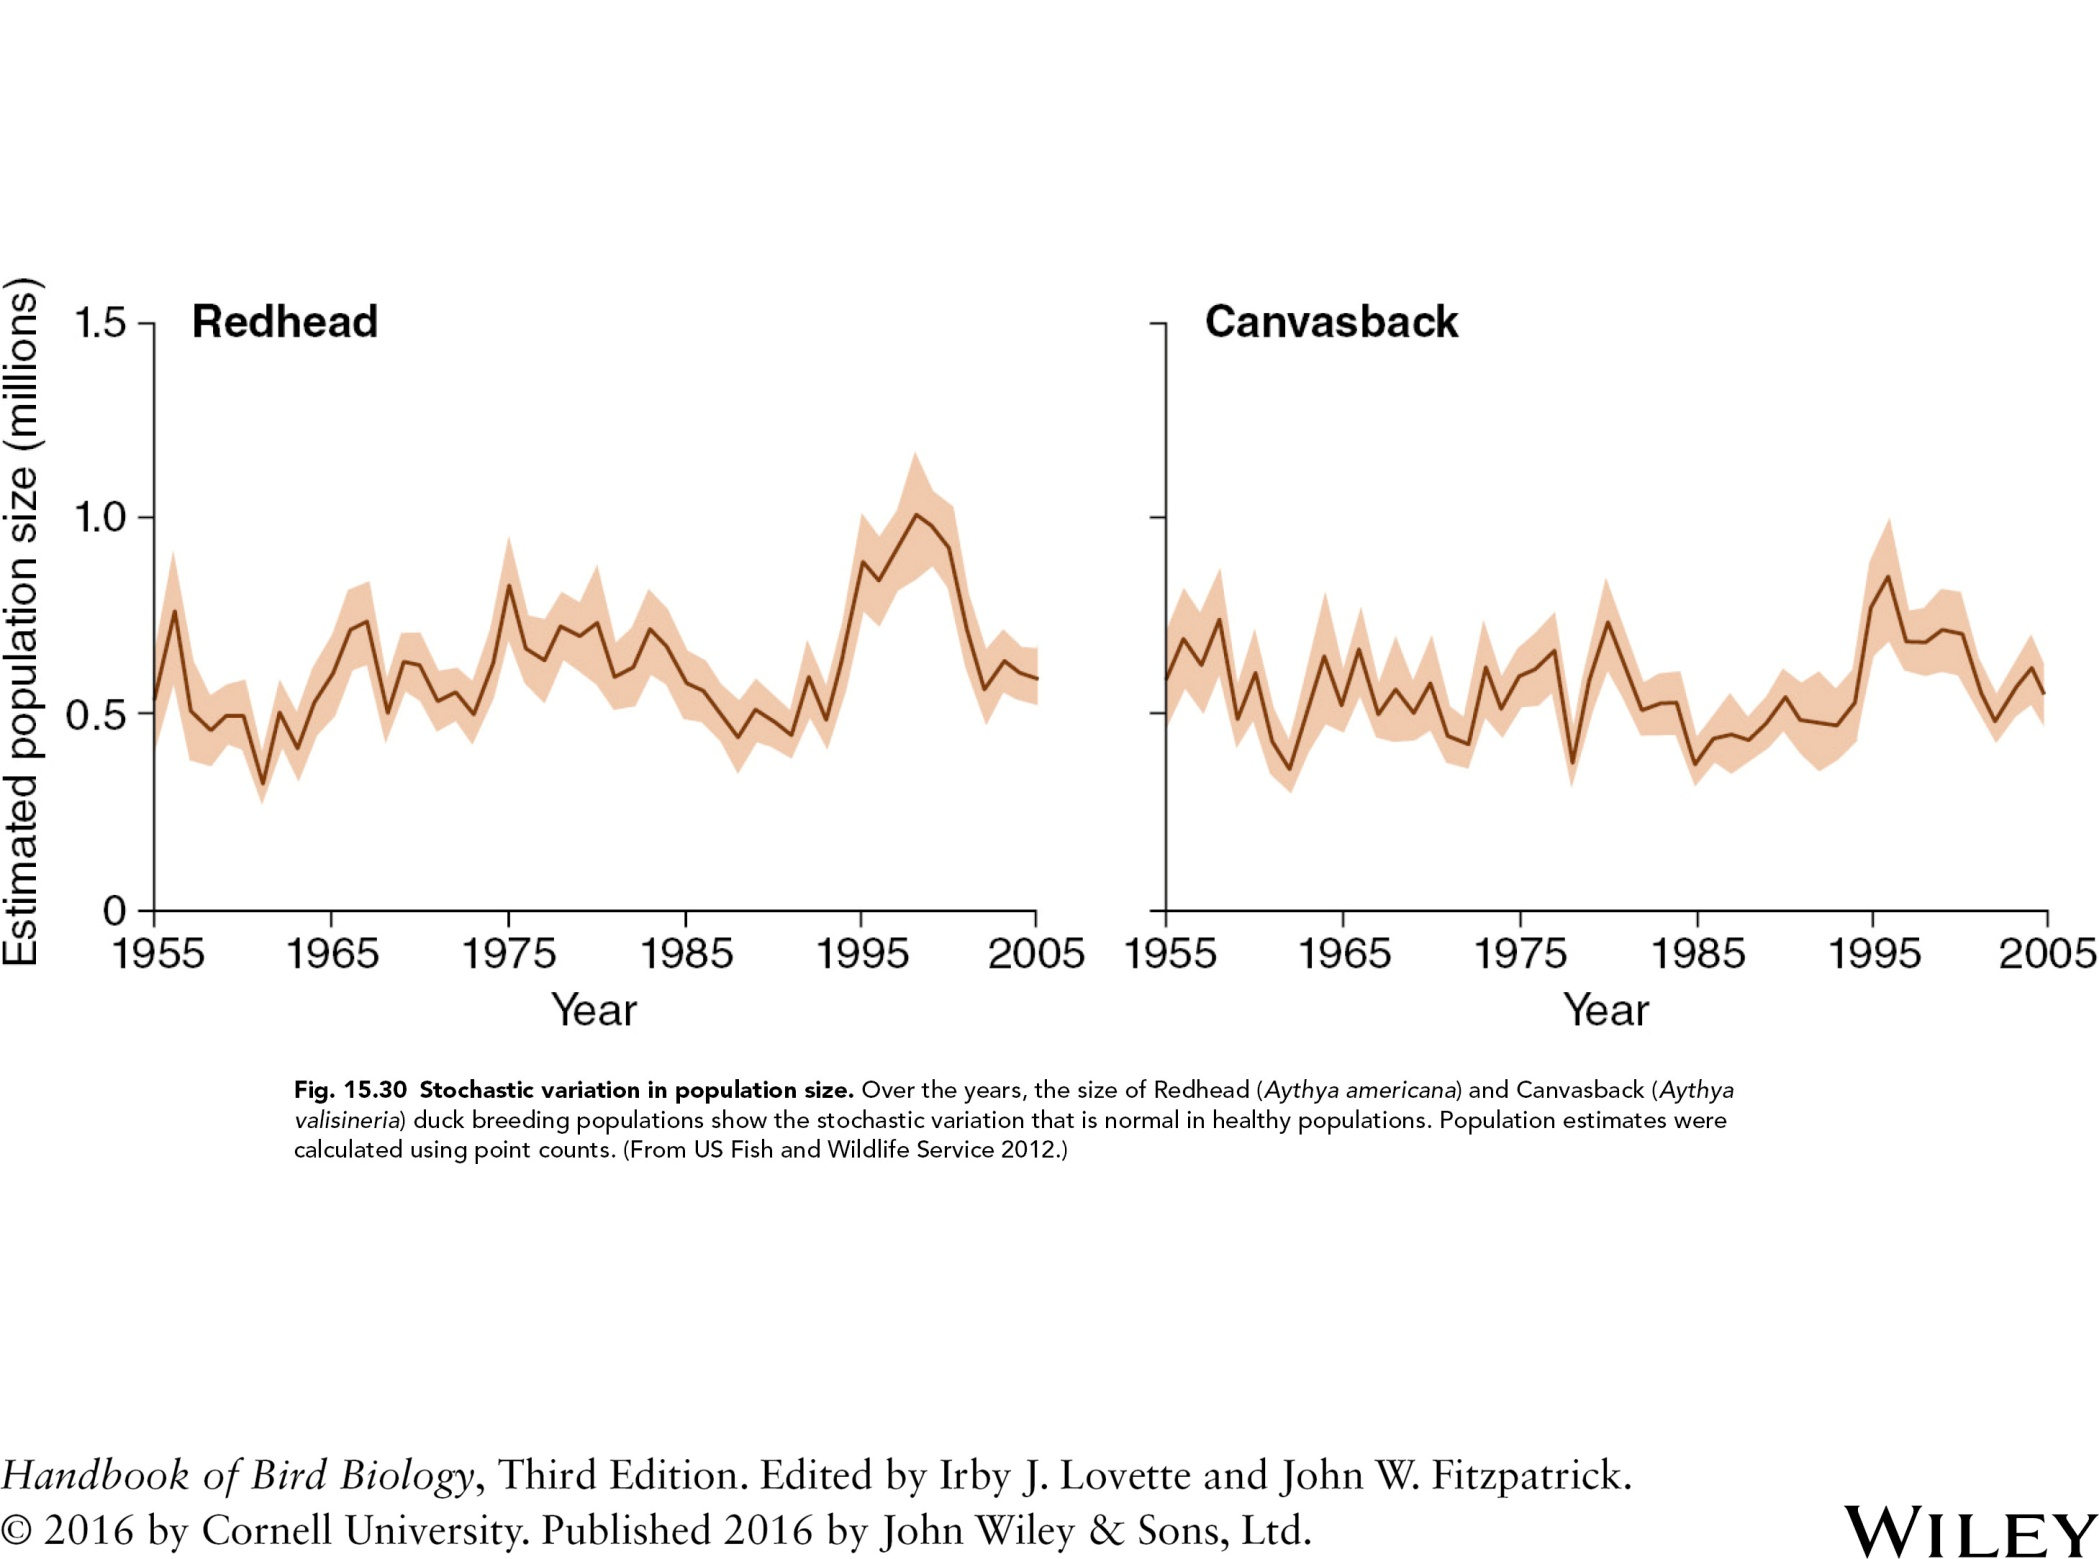 Estimated population size (millions)
1.5
1.0
0.5
0
Redhead
1955 1965 1975 1985 1995 2005
Year
Canvasback
1955 1965 1975 1985 1995 2005
Year
Fig. 15.30 Stochastic variation in population size. Over the years, the size of Redhead (Aythya americana) and Canvasback (Aythya
valisineria) duck breeding populations show the stochastic variation that is normal in healthy populations. Population estimates were
calculated using point counts. (From US Fish and Wildlife Service 2012.)
Handbook of Bird Biology, Third Edition. Edited by Irby J. Lovette and John W. Fitzpatrick.
© 2016 by Cornell University. Published 2016 by John Wiley & Sons, Ltd.
WILEY